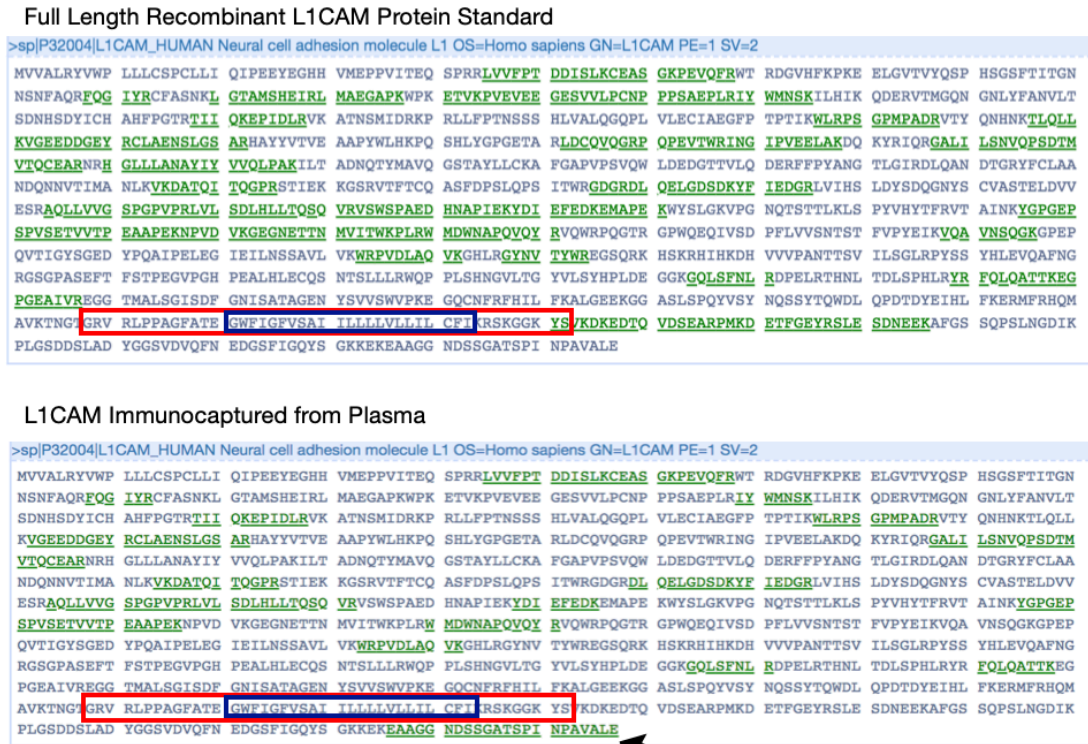 Full Length Recombinant L1CAM Protein Standard
>sp|P32004|L1CAM_HUMAN Neural cell adhesion molecule L1 OS=Homo sapiens GN=L1CAM PE=1 SV=2
MVVALRYVWP LLLCSPCLLI QIPEEYEGHH VMEPPVITEQ SPRRLVVFPT DDISLKCEAS GKPEVQFRWT RDGVHFKPKE ELGVTVYQSP HSGSFTITGN
NSNFAQRFQG IYRCFASNKL GTAMSHEIRL MAEGAPKWPK ETVKPVEVEE GESVVLPCNP PPSAEPLRIY WMNSKILHIK QDERVTMGQN GNLYFANVLT
SDNHSDYICH AHFPGTRTII QKEPIDLRVK ATNSMIDRKP RLLFPTNSSS HLVALQGQPL VLECIAEGFP TPTIKWLRPS GPMPADRVTY QNHNKTLQLL
KVGEEDDGEY RCLAENSLGS ARHAYYVTVE AAPYWLHKPQ SHLYGPGETA RLDCQVQGRP QPEVTWRING IPVEELAKDQ KYRIQRGALI LSNVQPSDTM
VTQCEARNRH GLLLANAYIY VVQLPAKILT ADNQTYMAVQ GSTAYLLCKA FGAPVPSVQW LDEDGTTVLQ DERFFPYANG TLGIRDLQAN DTGRYFCLAA
NDQNNVTIMA NLKVKDATQI TQGPRSTIEK KGSRVTFTCQ ASFDPSLQPS ITWRGDGRDL QELGDSDKYF IEDGRLVIHS LDYSDQGNYS CVASTELDVV
ESRAQLLVVG SPGPVPRLVL SDLHLLTQSQ VRVSWSPAED HNAPIEKYDI EFEDKEMAPE KWYSLGKVPG NQTSTTLKLS PYVHYTFRVT AINKYGPGEP
SPVSETVVTP EAAPEKNPVD VKGEGNETTN MVITWKPLRW MDWNAPQVQY RVQWRPQGTR GPWQEQIVSD PFLVVSNTST FVPYEIKVQA VNSQGKGPEP
QVTIGYSGED YPQAIPELEG IEILNSSAVL VKWRPVDLAQ VKGHLRGYNV TYWREGSQRK HSKRHIHKDH VVVPANTTSV ILSGLRPYSS YHLEVQAFNG
RGSGPASEFT FSTPEGVPGH PEALHLECQS NTSLLLRWQP PLSHNGVLTG YVLSYHPLDE GGKGQLSFNL RDPELRTHNL TDLSPHLRYR FQLQATTKEG
PGEAIVREGG TMALSGISDF GNISATAGEN YSVVSWVPKE GQCNFRFHIL FKALGEEKGG ASLSPQYVSY NQSSYTQWDL QPDTDYEIHL FKERMFRHQM
AVKTNGTGRV RLPPAGFATE GWFIGFVSAI ILLLLVLLIL CFIKRSKGGK YSVKDKEDTQ VDSEARPMKD ETFGEYRSLE SDNEEKAFGS SQPSLNGDIK
PLGSDDSLAD YGGSVDVQFN EDGSFIGQYS GKKEKEAAGG NDSSGATSPI NPAVALE
L1CAM Immunocaptured from Plasma
>sp|P32004|L1CAM_HUMAN Neural cell adhesion molecule L1 OS=Homo sapiens GN=L1CAM PE=1 SV=2
MVVALRYVWP LLLCSPCLLI QIPEEYEGHH VMEPPVITEQ SPRRLVVFPT DDISLKCEAS GKPEVQFRWT RDGVHFKPKE ELGVTVYQSP HSGSFTITGN
NSNFAQRFQG IYRCFASNKL GTAMSHEIRL MAEGAPKWPK ETVKPVEVEE GESVVLPCNP PPSAEPLRIY WMNSKILHIK QDERVTMGQN GNLYFANVLT
SDNHSDYICH AHFPGTRTII QKEPIDLRVK ATNSMIDRKP RLLFPTNSSS HLVALQGQPL VLECIAEGFP TPTIKWLRPS GPMPADRVTY QNHNKTLQLL
KVGEEDDGEY RCLAENSLGS ARHAYYVTVE AAPYWLHKPQ SHLYGPGETA RLDCQVQGRP QPEVTWRING IPVEELAKDQ KYRIQRGALI LSNVQPSDTM
VTQCEARNRH GLLLANAYIY VVQLPAKILT ADNQTYMAVQ GSTAYLLCKA FGAPVPSVQW LDEDGTTVLQ DERFFPYANG TLGIRDLQAN DTGRYFCLAA
NDQNNVTIMA NLKVKDATQI TQGPRSTIEK KGSRVTFTCQ ASFDPSLQPS ITWRGDGRDL QELGDSDKYF IEDGRLVIHS LDYSDQGNYS CVASTELDVV
ESRAQLLVVG SPGPVPRLVL SDLHLLTQSQ VRVSWSPAED HNAPIEKYDI EFEDKEMAPE KWYSLGKVPG NQTSTTLKLS PYVHYTFRVT AINKYGPGEP
SPVSETVVTP EAAPEKNPVD VKGEGNETTN MVITWKPLRW MDWNAPQVQY RVQWRPQGTR GPWQEQIVSD PFLVVSNTST FVPYEIKVQA VNSQGKGPEP
QVTIGYSGED YPQAIPELEG IEILNSSAVL VKWRPVDLAQ VKGHLRGYNV TYWREGSQRK HSKRHIHKDH VVVPANTTSV ILSGLRPYSS YHLEVQAFNG
RGSGPASEFT FSTPEGVPGH PEALHLECQS NTSLLLRWQP PLSHNGVLTG YVLSYHPLDE GGKGQLSFNL RDPELRTHNL TDLSPHLRYR FQLQATTKEG
PGEAIVREGG TMALSGISDF GNISATAGEN YSVVSWVPKE GQCNFRFHIL FKALGEEKGG ASLSPQYVSY NQSSYTQWDL QPDTDYEIHL FKERMFRHQM
AVKTNGTGRV RLPPAGFATE GWFIGFVSAI ILLLLVLLIL CFIKRSKGGK YSVKDKEDTQ VDSEARPMKD ETFGEYRSLE SDNEEKAFGS SQPSLNGDIK
PLGSDDSLAD YGGSVDVQFN EDGSFIGQYS GKKEKEAAGG NDSSGATSPI NPAVALE